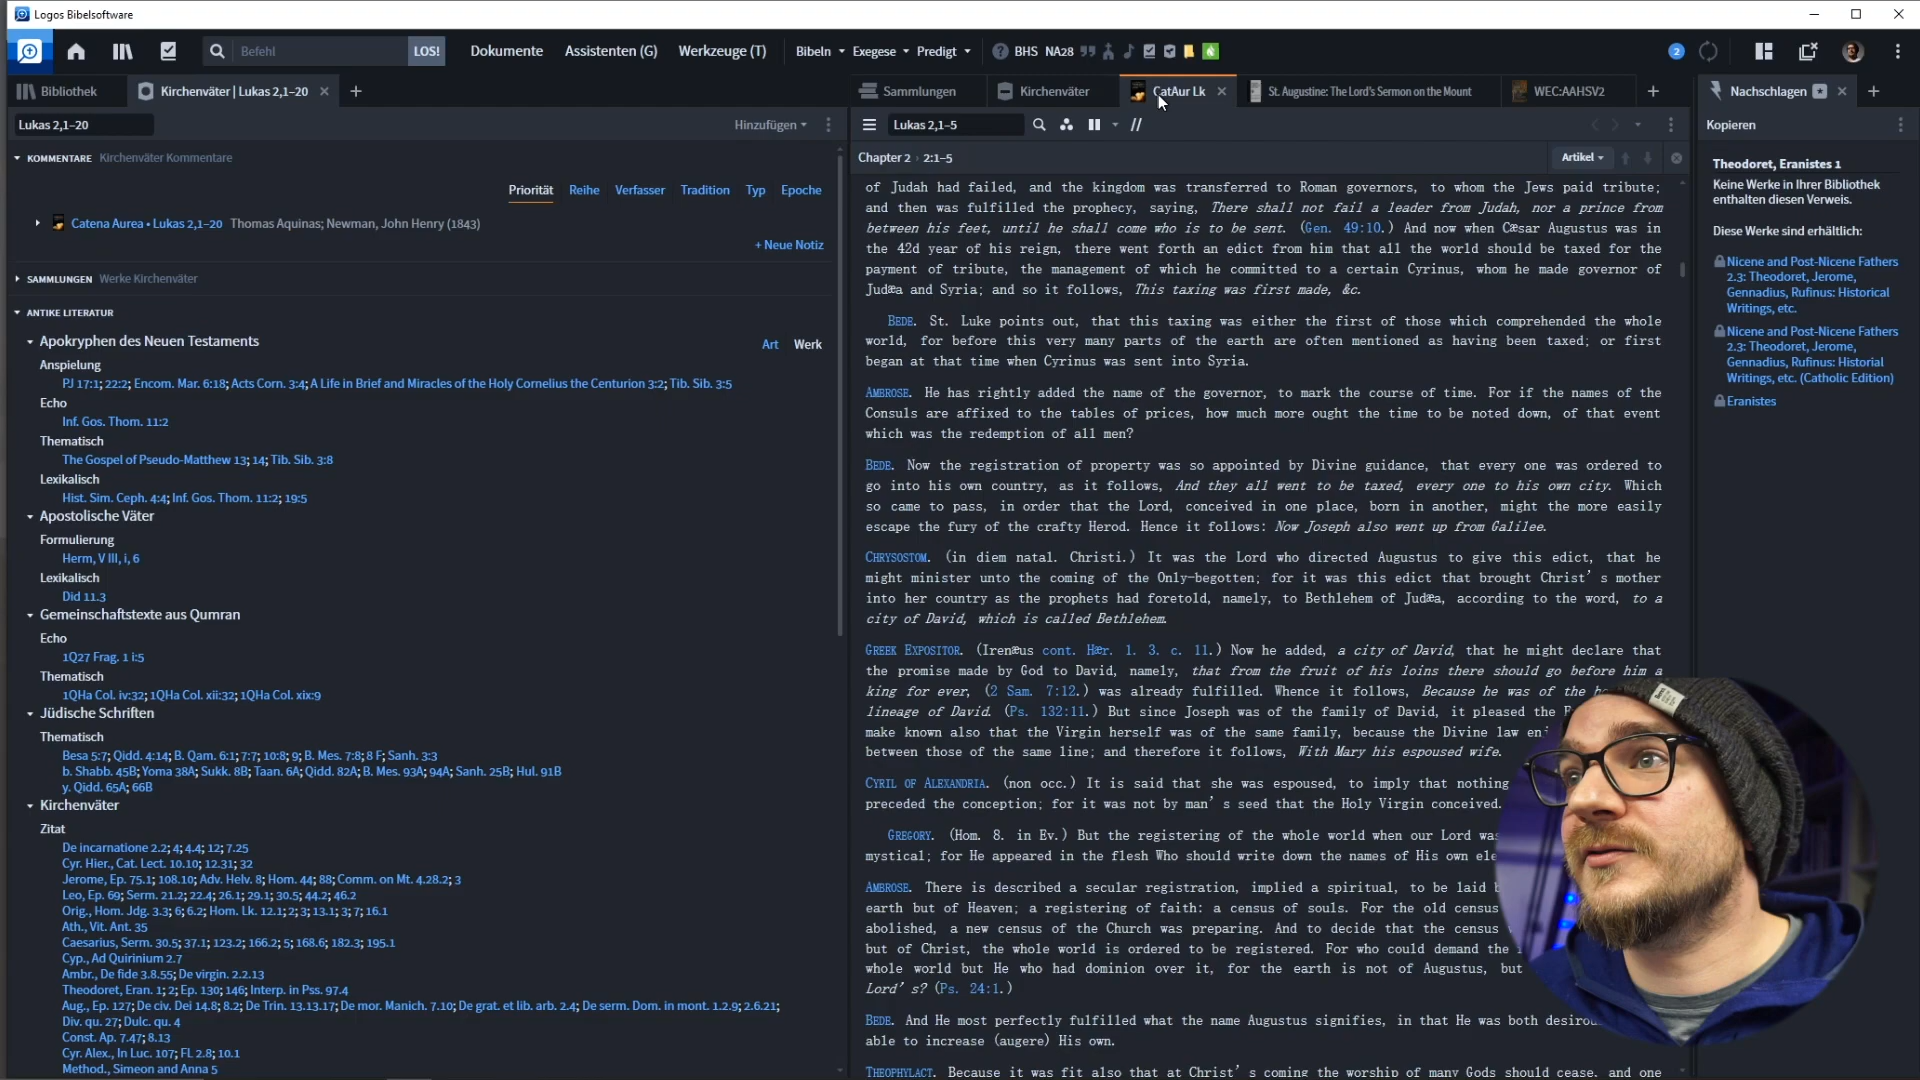 Logos Bibelsoftware
Befehl
LOS!
Dokumente
Assistenten (G)
Werkzeuge (T)
Bibeln
Exegese
Predigt
BHS
NA28
2
Bibliothek
Kirchenväter | Lukas 2,1–20
Lukas 2,1–20
Hinzufügen
KOMMENTARE Kirchenväter Kommentare
Priorität
Reihe
Verfasser
Tradition
Typ
Epoche
Catena Aurea • Lukas 2,1–20 Thomas Aquinas; Newman, John Henry (1843)
+ Neue Notiz
SAMMLUNGEN Werke Kirchenväter
ANTIKE LITERATUR
Apokryphen des Neuen Testaments
Art
Werk
Anspielung
PJ 17:1; 22:2; Encom. Mar. 6:18; Acts Corn. 3:4; A Life in Brief and Miracles of the Holy Cornelius the Centurion 3:2; Tib. Sib. 3:5
Echo
Inf. Gos. Thom. 11:2
Thematisch
The Gospel of Pseudo-Matthew 13; 14; Tib. Sib. 3:8
Lexikalisch
Hist. Sim. Ceph. 4:4; Inf. Gos. Thom. 11:2; 19:5
Apostolische Väter
Formulierung
Herm, V III, i, 6
Lexikalisch
Did 11.3
Gemeinschaftstexte aus Qumran
Echo
1Q27 Frag. 1 i:5
Thematisch
1QHa Col. iv:32; 1QHa Col. xii:32; 1QHa Col. xix:9
Jüdische Schriften
Thematisch
Besa 5:7; Qidd. 4:14; B. Qam. 6:1; 7:7; 10:8; 9; B. Mes. 7:8; 8 F; Sanh. 3:3
b. Shabb. 45B; Yoma 38A; Sukk. 8B; Taan. 6A; Qidd. 82A; B. Mes. 93A; 94A; Sanh. 25B; Hul. 91B
y. Qidd. 65A; 66B
Kirchenväter
Zitat
De incarnatione 2.2; 4; 4.4; 12; 7.25
Cyr. Hier., Cat. Lect. 10.10; 12.31; 32
Jerome, Ep. 75.1; 108.10; Adv. Helv. 8; Hom. 44; 88; Comm. on Mt. 4.28.2; 3
Leo, Ep. 69; Serm. 21.2; 22.4; 26.1; 29.1; 30.5; 44.2; 46.2
Orig., Hom. Jdg. 3.3; 6; 6.2; Hom. Lk. 12.1; 2; 3; 13.1; 3; 7; 16.1
Ath., Vit. Ant. 35
Caesarius, Serm. 30.5; 37.1; 123.2; 166.2; 5; 168.6; 182.3; 195.1
Cyp., Ad Quirinium 2.7
Ambr., De fide 3.8.55; De virgin. 2.2.13
Theodoret, Eran. 1; 2; Ep. 130; 146; Interp. in Pss. 97.4
Aug., Ep. 127; De civ. Dei 14.8; 8.2; De Trin. 13.13.17; De mor. Manich. 7.10; De grat. et lib. arb. 2.4; De serm. Dom. in mont. 1.2.9; 2.6.21;
Div. qu. 27; Dulc. qu. 4
Const. Ap. 7.47; 8.13
Cyr. Alex., In Luc. 107; FL 2.8; 10.1
Method., Simeon and Anna 5
Sammlungen
Kirchenväter
CatAur Lk
St. Augustine: The Lord's Sermon on the Mount
WEC:AAHSV2
Lukas 2,1–5
Chapter 2 › 2:1–5
Artikel
of Judah had failed, and the kingdom was transferred to Roman governors, to whom the Jews paid tribute;
and then was fulfilled the prophecy, saying, There shall not fail a leader from Judah, nor a prince from
between his feet, until he shall come who is to be sent. (Gen. 49:10.) And now when Cæsar Augustus was in
the 42d year of his reign, there went forth an edict from him that all the world should be taxed for the
payment of tribute, the management of which he committed to a certain Cyrinus, whom he made governor of
Judæa and Syria; and so it follows, This taxing was first made, &c.
BEDE. St. Luke points out, that this taxing was either the first of those which comprehended the whole
world, for before this very many parts of the earth are often mentioned as having been taxed; or first
began at that time when Cyrinus was sent into Syria.
AMBROSE. He has rightly added the name of the governor, to mark the course of time. For if the names of the
Consuls are affixed to the tables of prices, how much more ought the time to be noted down, of that event
which was the redemption of all men?
BEDE. Now the registration of property was so appointed by Divine guidance, that every one was ordered to
go into his own country, as it follows, And they all went to be taxed, every one to his own city. Which
so came to pass, in order that the Lord, conceived in one place, born in another, might the more easily
escape the fury of the crafty Herod. Hence it follows: Now Joseph also went up from Galilee.
CHRYSOSTOM. (in diem natal. Christi.) It was the Lord who directed Augustus to give this edict, that he
might minister unto the coming of the Only-begotten; for it was this edict that brought Christ’s mother
into her country as the prophets had foretold, namely, to Bethlehem of Judæa, according to the word, to a
city of David, which is called Bethlehem.
GREEK EXPOSITOR. (Irenæus cont. Hær. l. 3. c. 11.) Now he added, a city of David, that he might declare that
the promise made by God to David, namely, that from the fruit of his loins there should go before him a
king for ever, (2 Sam. 7:12.) was already fulfilled. Whence it follows, Because he was of the
lineage of David. (Ps. 132:11.) But since Joseph was of the family of David, it pleased the
make known also that the Virgin herself was of the same family, because the Divine law
between those of the same line; and therefore it follows, With Mary his espoused wife.
CYRIL OF ALEXANDRIA. (non occ.) It is said that she was espoused, to imply that nothing
preceded the conception; for it was not by man’s seed that the Holy Virgin conceived.
GREGORY. (Hom. 8. in Ev.) But the registering of the whole world when our Lord was
mystical; for He appeared in the flesh Who should write down the names of His own
AMBROSE. There is described a secular registration, implied a spiritual, to be laid
earth but of Heaven; a registering of faith: a census of souls. For the old census
abolished, a new census of the Church was preparing. And to decide that the census
but of Christ, the whole world is ordered to be registered. For who could demand the
whole world but He who had dominion over it, for the earth is not of Augustus, but
Lord’s? (Ps. 24:1.)
BEDE. And He most perfectly fulfilled what the name Augustus signifies, in that He was both
able to increase (augere) His own.
THEOPHYLACT. Because it was fit also that at Christ’s coming the worship of many Gods should cease, and one
Nachschlagen
Kopieren
Theodoret, Eranistes 1
Keine Werke in Ihrer Bibliothek
enthalten diesen Verweis.
Diese Werke sind erhältlich:
Nicene and Post-Nicene Fathers
2.3: Theodoret, Jerome,
Gennadius, Rufinus: Historical
Writings, etc.
Nicene and Post-Nicene Fathers
2.3: Theodoret, Jerome,
Gennadius, Rufinus: Historial
Writings, etc. (Catholic Edition)
Eranistes